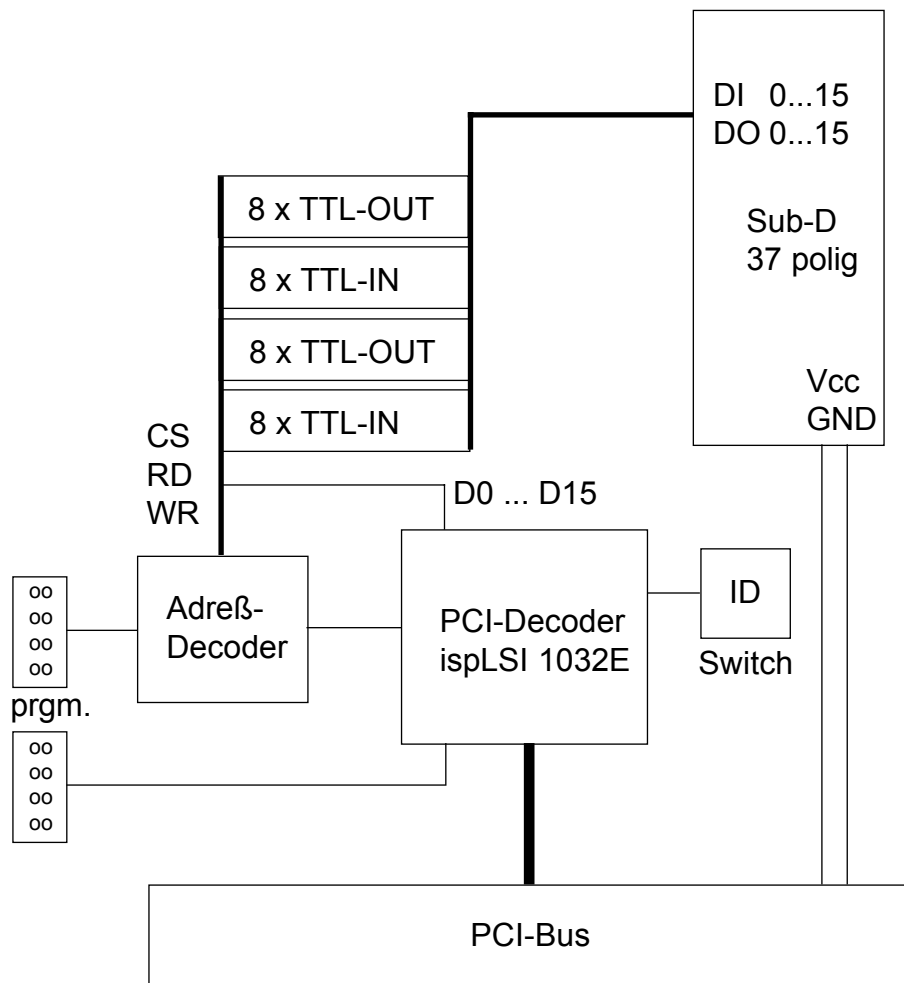 DI 0...15
DO 0...15
Sub-D
37 polig
Vcc
GND
8 x TTL-OUT
8 x TTL-IN
8 x TTL-OUT
8 x TTL-IN
CS
RD
WR
D0 ... D15
oo
oo
oo
oo
prgm.
oo
oo
oo
oo
Adreß-
Decoder
PCI-Decoder
ispLSI 1032E
ID
Switch
PCI-Bus